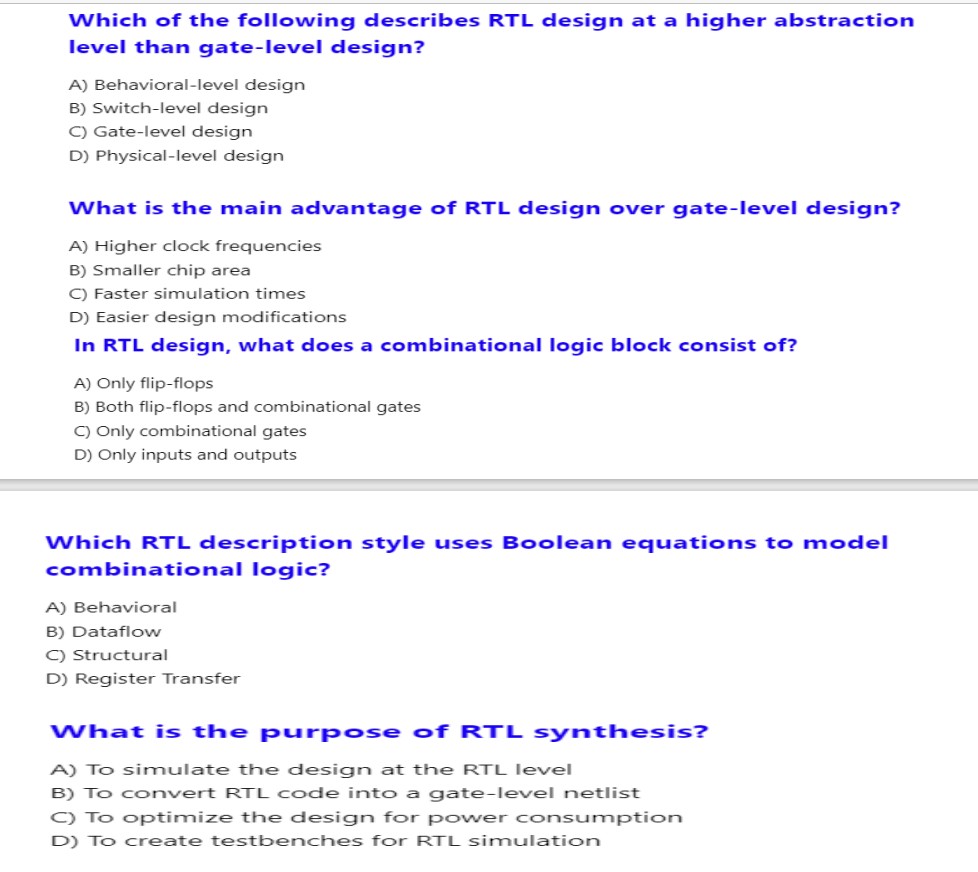 Which of the following describes RTL design at a higher abstraction
level than gate-level design?
A) Behavioral-level design
B) Switch-level design
C) Gate-level design
D) Physical-level design
What is the main advantage of RTL design over gate-level design?
A) Higher clock frequencies
B) Smaller chip area
C) Faster simulation times
D) Easier design modifications
In RTL design, what does a combinational logic block consist of?
A) Only flip-flops
B) Both flip-flops and combinational gates
C) Only combinational gates
D) Only inputs and outputs
Which RTL description style uses Boolean equations to model
combinational logic?
A) Behavioral
B) Dataflow
C) Structural
D) Register Transfer
What is the purpose of RTL synthesis?
A) To simulate the design at the RTL level
B) To convert RTL code into a gate-level netlist
C) To optimize the design for power consumption
D) To create testbenches for RTL simulation